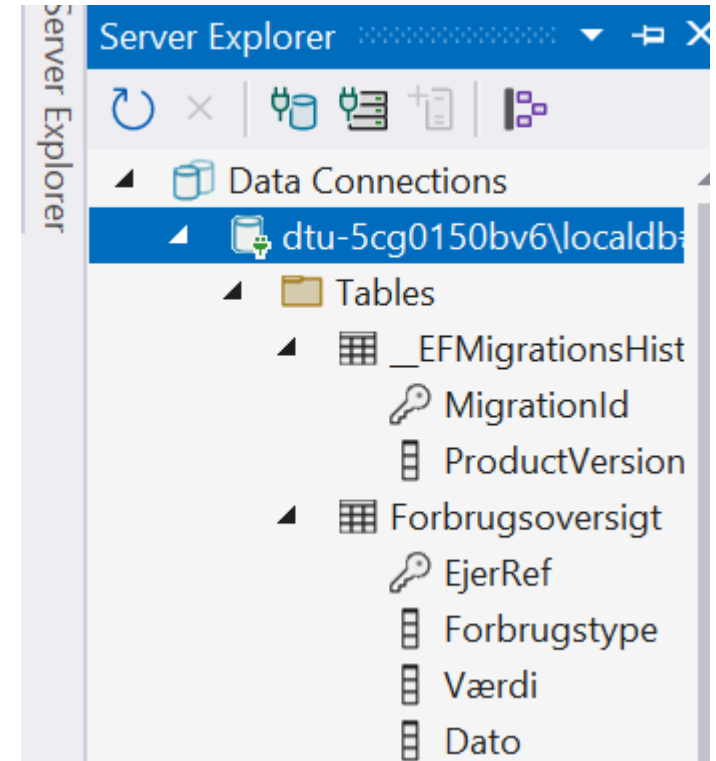 Server Explorer
Server Explorer
Data Connections
dtu-5cg0150bv6\localdb#
Tables
__EFMigrationsHist
MigrationId
ProductVersion
Forbrugsoversigt
EjerRef
Forbrugstype
Værdi
Dato